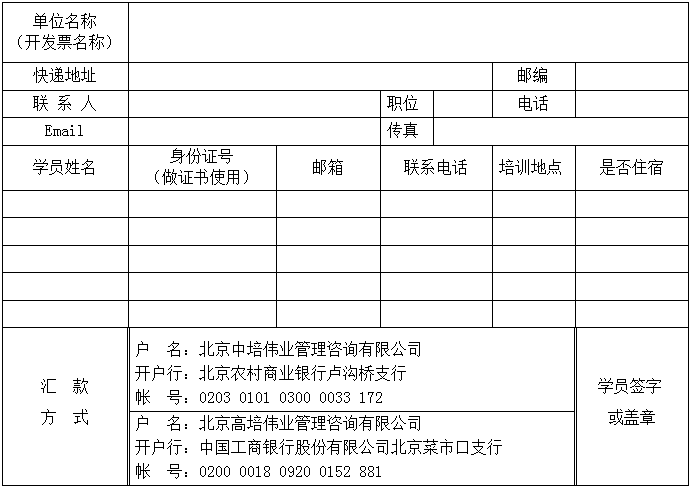 单位名称
（开发票名称）
快递地址 邮编
联 系 人 职位 电话
Email 传真
学员姓名 身份证号
（做证书使用） 邮箱 联系电话 培训地点 是否住宿
汇 款
方 式
户 名：北京中培伟业管理咨询有限公司
开户行：北京农村商业银行卢沟桥支行
帐 号：0203 0101 0300 0033 172
户 名：北京高培伟业管理咨询有限公司
开户行：中国工商银行股份有限公司北京菜市口支行
帐 号：0200 0018 0920 0152 881
学员签字
或盖章